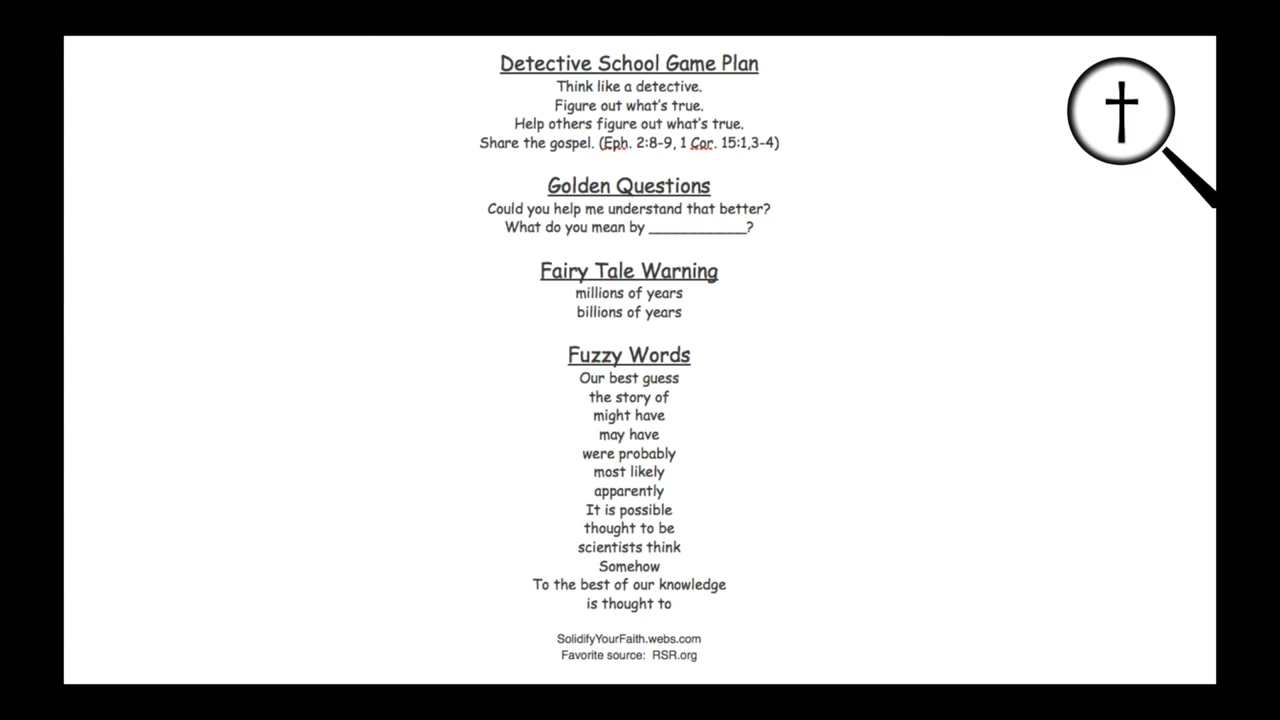 Detective School Game Plan
Think like a detective.
Figure out what's true.
Help others figure out what's true.
Share the gospel. (Eph. 2:8-9, 1 Cor. 15:1,3-4)
Golden Questions
Could you help me understand that better?
What do you mean by ____________?
Fairy Tale Warning
millions of years
billions of years
Fuzzy Words
Our best guess
the story of
might have
may have
were probably
most likely
apparently
It is possible
thought to be
scientists think
Somehow
To the best of our knowledge
is thought to
SolidifyYourFaith.webs.com
Favorite source: RSR.org